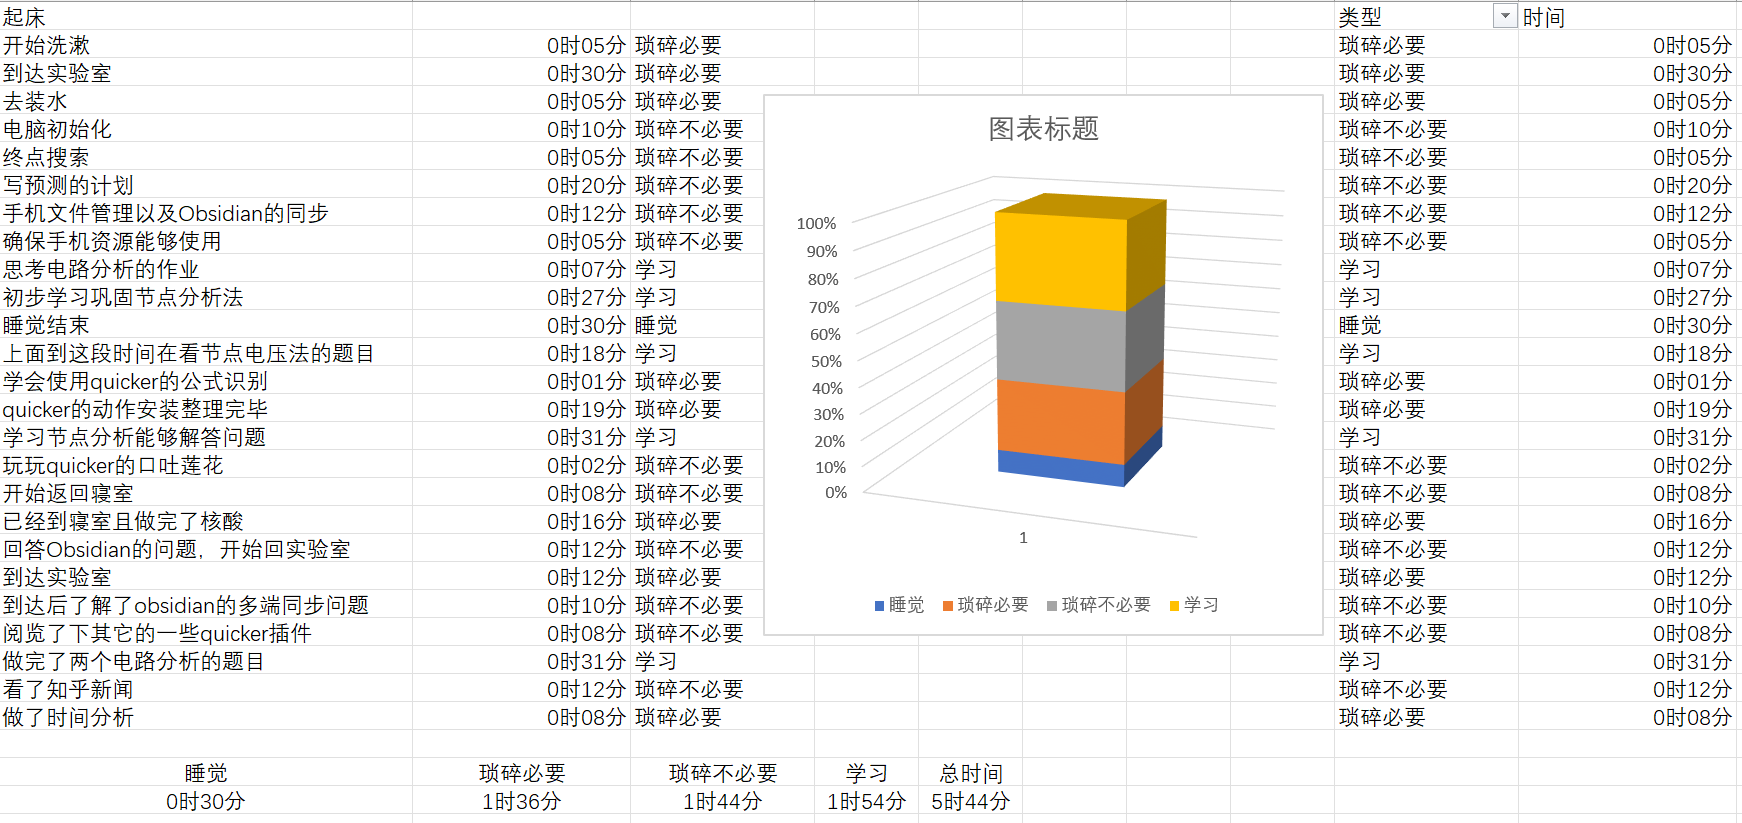 起床 类型 时间
开始洗漱 0时05分 琐碎必要 琐碎必要 0时05分
到达实验室 0时30分 琐碎必要 琐碎必要 0时30分
去装水 0时05分 琐碎必要 琐碎必要 0时05分
电脑初始化 0时10分 琐碎不必要 琐碎不必要 0时10分
终点搜索 0时05分 琐碎不必要 琐碎不必要 0时05分
写预测的计划 0时20分 琐碎不必要 琐碎不必要 0时20分
手机文件管理以及Obsidian的同步 0时12分 琐碎不必要 琐碎不必要 0时12分
确保手机资源能够使用 0时05分 琐碎不必要 琐碎不必要 0时05分
思考电路分析的作业 0时07分 学习 学习 0时07分
初步学习巩固节点分析法 0时27分 学习 学习 0时27分
睡觉结束 0时30分 睡觉 睡觉 0时30分
上面到这段时间在看节点电压法的题目 0时18分 学习 学习 0时18分
学会使用quicker的公式识别 0时01分 琐碎必要 琐碎必要 0时01分
quicker的动作安装整理完毕 0时19分 琐碎必要 琐碎必要 0时19分
学习节点分析能够解答问题 0时31分 学习 学习 0时31分
玩玩quicker的口吐莲花 0时02分 琐碎不必要 琐碎不必要 0时02分
开始返回寝室 0时08分 琐碎不必要 琐碎不必要 0时08分
已经到寝室且做完了核酸 0时16分 琐碎必要 琐碎必要 0时16分
回答Obsidian的问题，开始回实验室 0时12分 琐碎不必要 琐碎不必要 0时12分
到达实验室 0时12分 琐碎必要 琐碎必要 0时12分
到达后了解了obsidian的多端同步问题 0时10分 琐碎不必要 琐碎不必要 0时10分
阅览了下其它的一些quicker插件 0时08分 琐碎不必要 琐碎不必要 0时08分
做完了两个电路分析的题目 0时31分 学习 学习 0时31分
看了知乎新闻 0时12分 琐碎不必要 琐碎不必要 0时12分
做了时间分析 0时08分 琐碎必要 琐碎必要 0时08分
图表标题
100%
90%
80%
70%
60%
50%
40%
30%
20%
10%
0%
1
睡觉 琐碎必要 琐碎不必要 学习
睡觉 琐碎必要 琐碎不必要 学习 总时间
0时30分 1时36分 1时44分 1时54分 5时44分